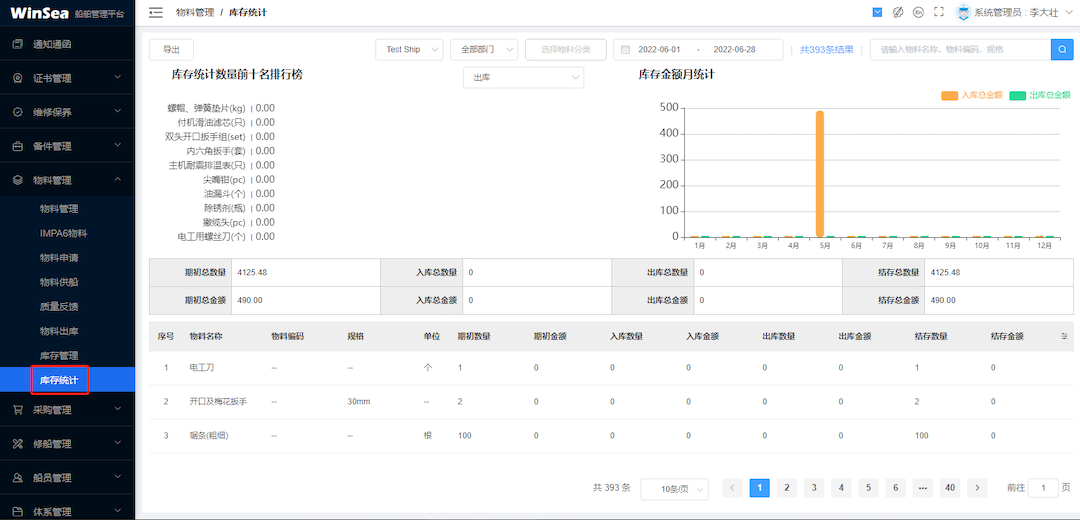 WinSea 船舶管理平台
通知通函
证书管理
维修保养
备件管理
物料管理
物料管理
IMPA6物料
物料申请
物料供船
质量反馈
物料出库
库存管理
库存统计
采购管理
修船管理
船员管理
体系管理
物料管理 / 库存统计
En 系统管理员 : 李大壮
导出 Test Ship 全部部门 选择物料分类 2022-06-01 - 2022-06-28 共393条结果 请输入物料名称、物料编码、规格
库存统计数量前十名排行榜
出库
螺帽、弹簧垫片(kg) 0.00
付机滑油滤芯(只) 0.00
双头开口扳手组(set) 0.00
内六角扳手(套) 0.00
主机耐震排温表(只) 0.00
尖嘴钳(pc) 0.00
油漏斗(个) 0.00
除锈剂(瓶) 0.00
撇缆头(pc) 0.00
电工用螺丝刀(个) 0.00
库存金额月统计
入库总金额 出库总金额
500
400
300
200
100
0
1月 2月 3月 4月 5月 6月 7月 8月 9月 10月 11月 12月
期初总数量 4125.48 入库总数量 0 出库总数量 0 结存总数量 4125.48
期初总金额 490.00 入库总金额 0 出库总金额 0 结存总金额 490.00
序号 物料名称 物料编码 规格 单位 期初数量 期初金额 入库数量 入库金额 出库数量 出库金额 结存数量 结存金额
1 电工刀 -- -- 个 1 0 0 0 0 0 1 0
2 开口及梅花扳手 -- 30mm -- 2 0 0 0 0 0 2 0
3 锯条(粗细) -- -- 根 100 0 0 0 0 0 100 0
共 393 条 10条/页 1 2 3 4 5 6 ••• 40 前往 1 页